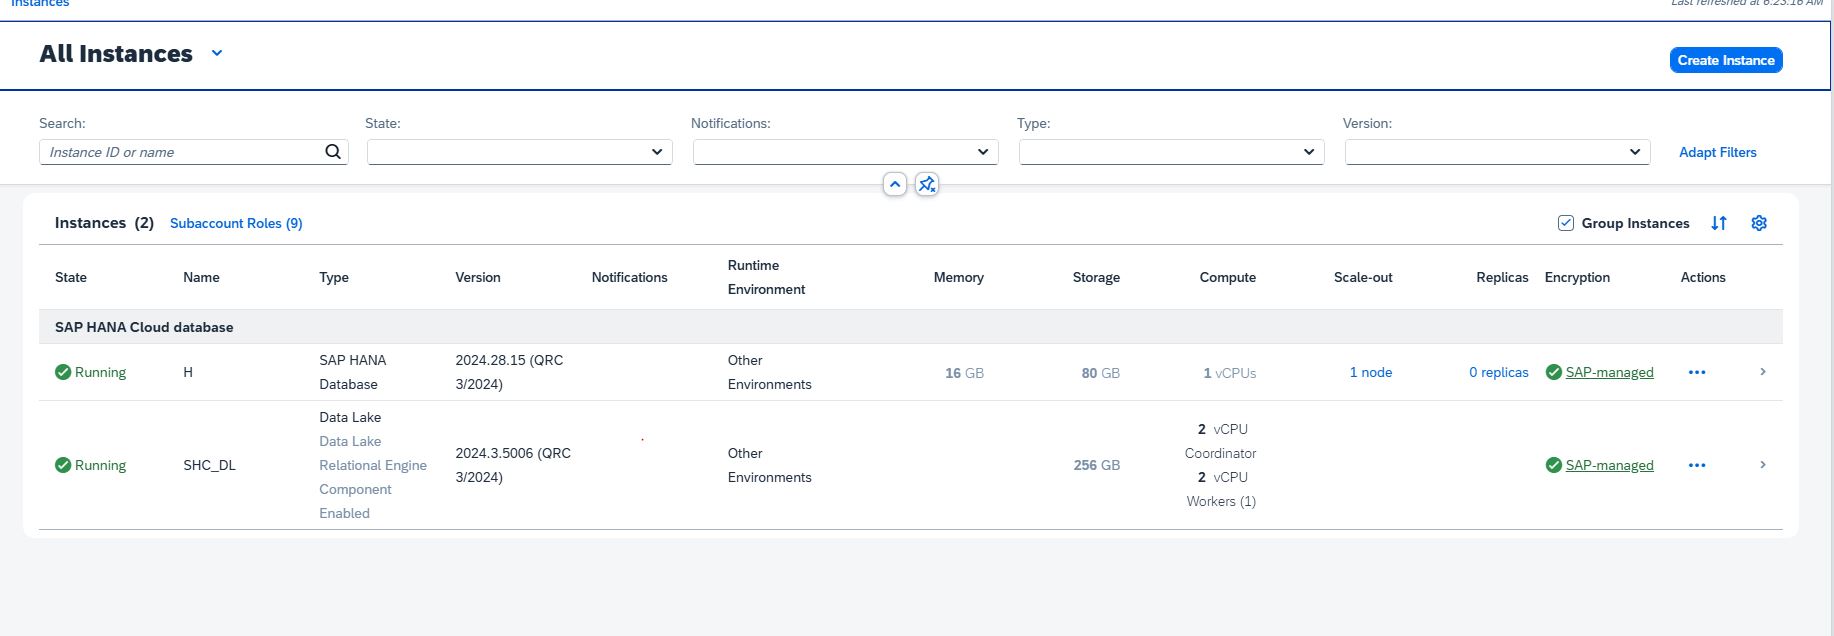 Instances
Last refreshed at 6:23:16 AM
All Instances
Create Instance
Search:
State:
Notifications:
Type:
Version:
Instance ID or name
Adapt Filters
Instances (2)
Subaccount Roles (9)
Group Instances
State
Name
Type
Version
Notifications
Runtime
Environment
Memory
Storage
Compute
Scale-out
Replicas
Encryption
Actions
SAP HANA Cloud database
Running
H
SAP HANA
Database
2024.28.15 (QRC
3/2024)
Other
Environments
16 GB
80 GB
1 vCPUs
1 node
0 replicas
SAP-managed
Running
SHC_DL
Data Lake
Data Lake
Relational Engine
Component
Enabled
2024.3.5006 (QRC
3/2024)
Other
Environments
256 GB
2 vCPU
Coordinator
2 vCPU
Workers (1)
SAP-managed